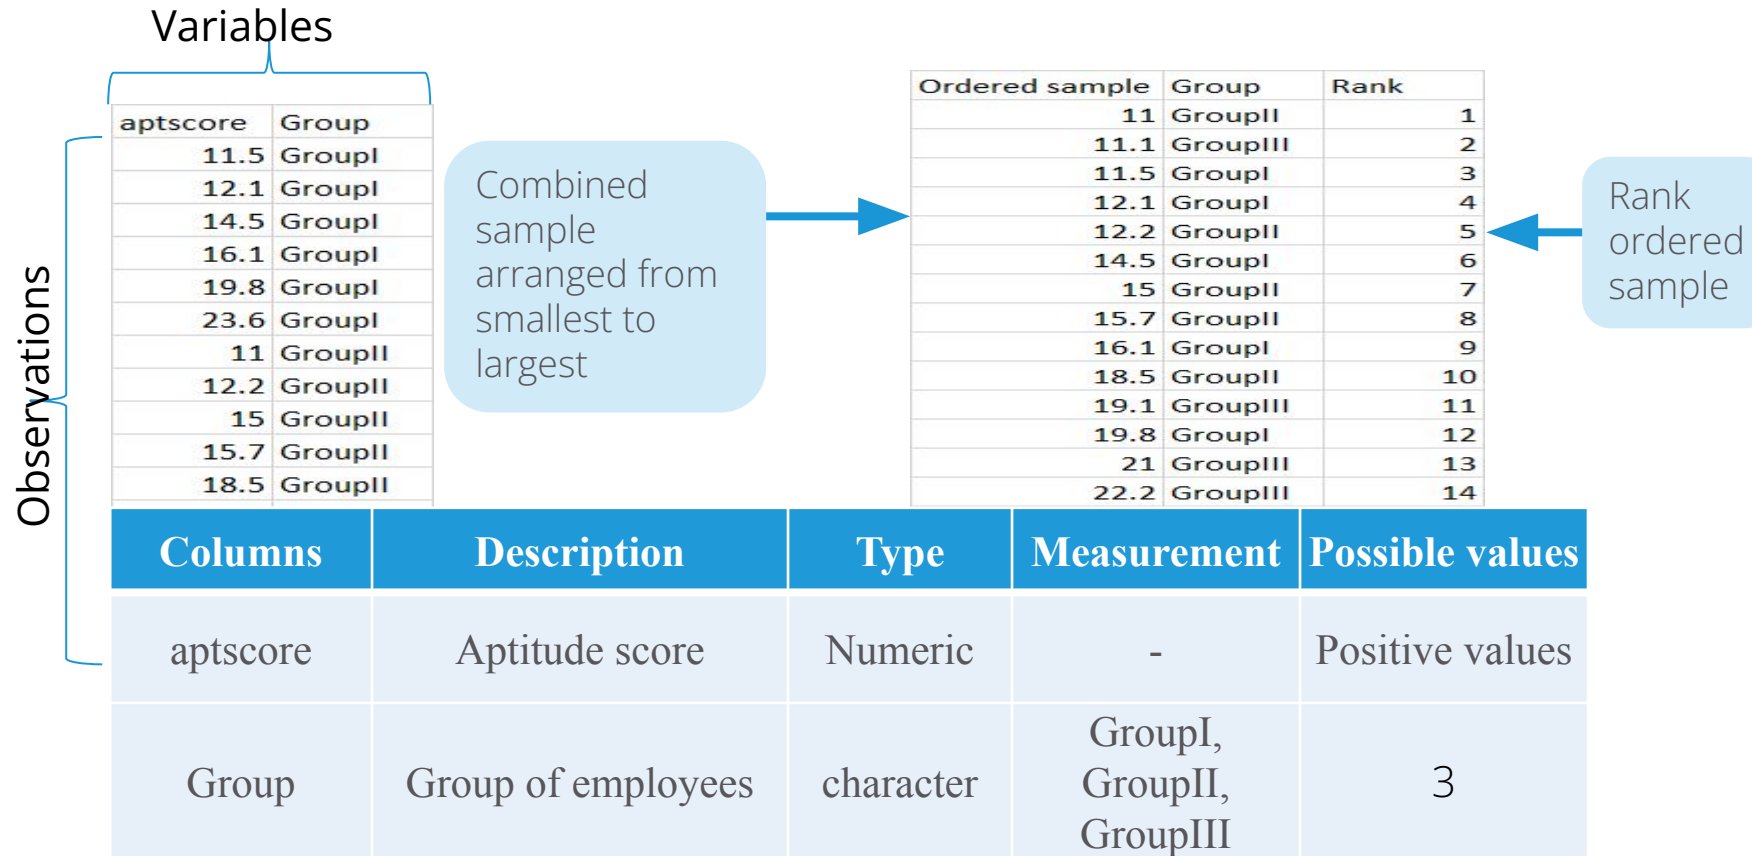 Variables
Observations
aptscore Group
11.5 GroupI
12.1 GroupI
14.5 GroupI
16.1 GroupI
19.8 GroupI
23.6 GroupI
11 GroupII
12.2 GroupII
15 GroupII
15.7 GroupII
18.5 GroupII
Combined
sample
arranged from
smallest to
largest
Ordered sample Group Rank
11 GroupII 1
11.1 GroupIII 2
11.5 GroupI 3
12.1 GroupI 4
12.2 GroupII 5
14.5 GroupI 6
15 GroupII 7
15.7 GroupII 8
16.1 GroupI 9
18.5 GroupII 10
19.1 GroupIII 11
19.8 GroupI 12
21 GroupIII 13
22.2 GroupIII 14
Rank
ordered
sample
Columns Description Type Measurement Possible values
aptscore Aptitude score Numeric - Positive values
Group Group of employees character GroupI,
GroupII,
GroupIII
3